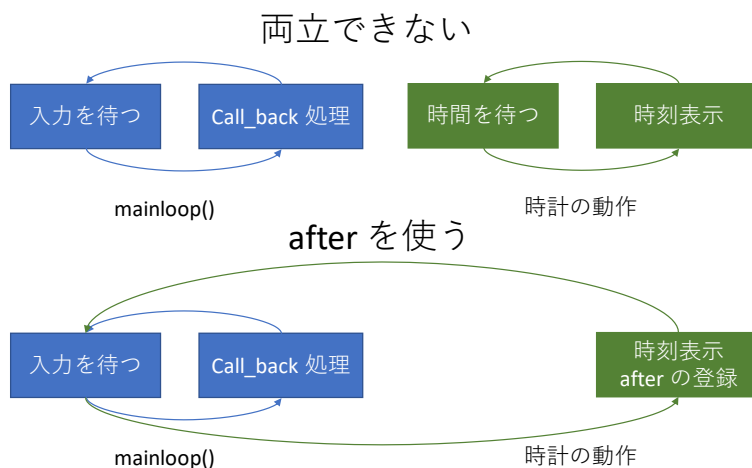 両立できない
入力を待つ
Call_back 処理
時間を待つ
時刻表示
mainloop()
時計の動作
after を使う
入力を待つ
Call_back 処理
時刻表示
after の登録
mainloop()
時計の動作